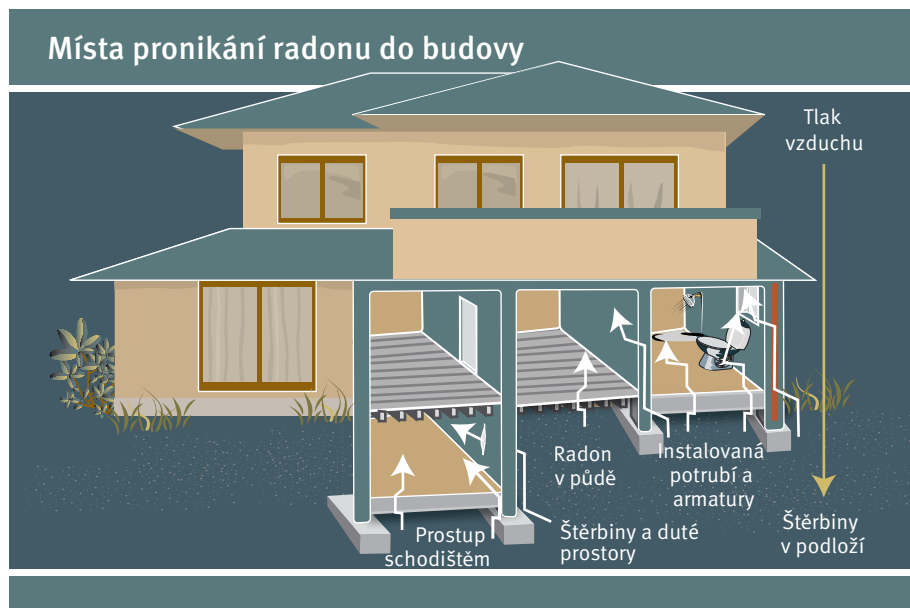 Místa pronikání radonu do budovy
Tlak
vzduchu
Radon
v půdě
Instalovaná
potrubí a
armatury
Prostup
schodištěm
Štěrbiny a duté
prostory
Štěrbiny
v podloží